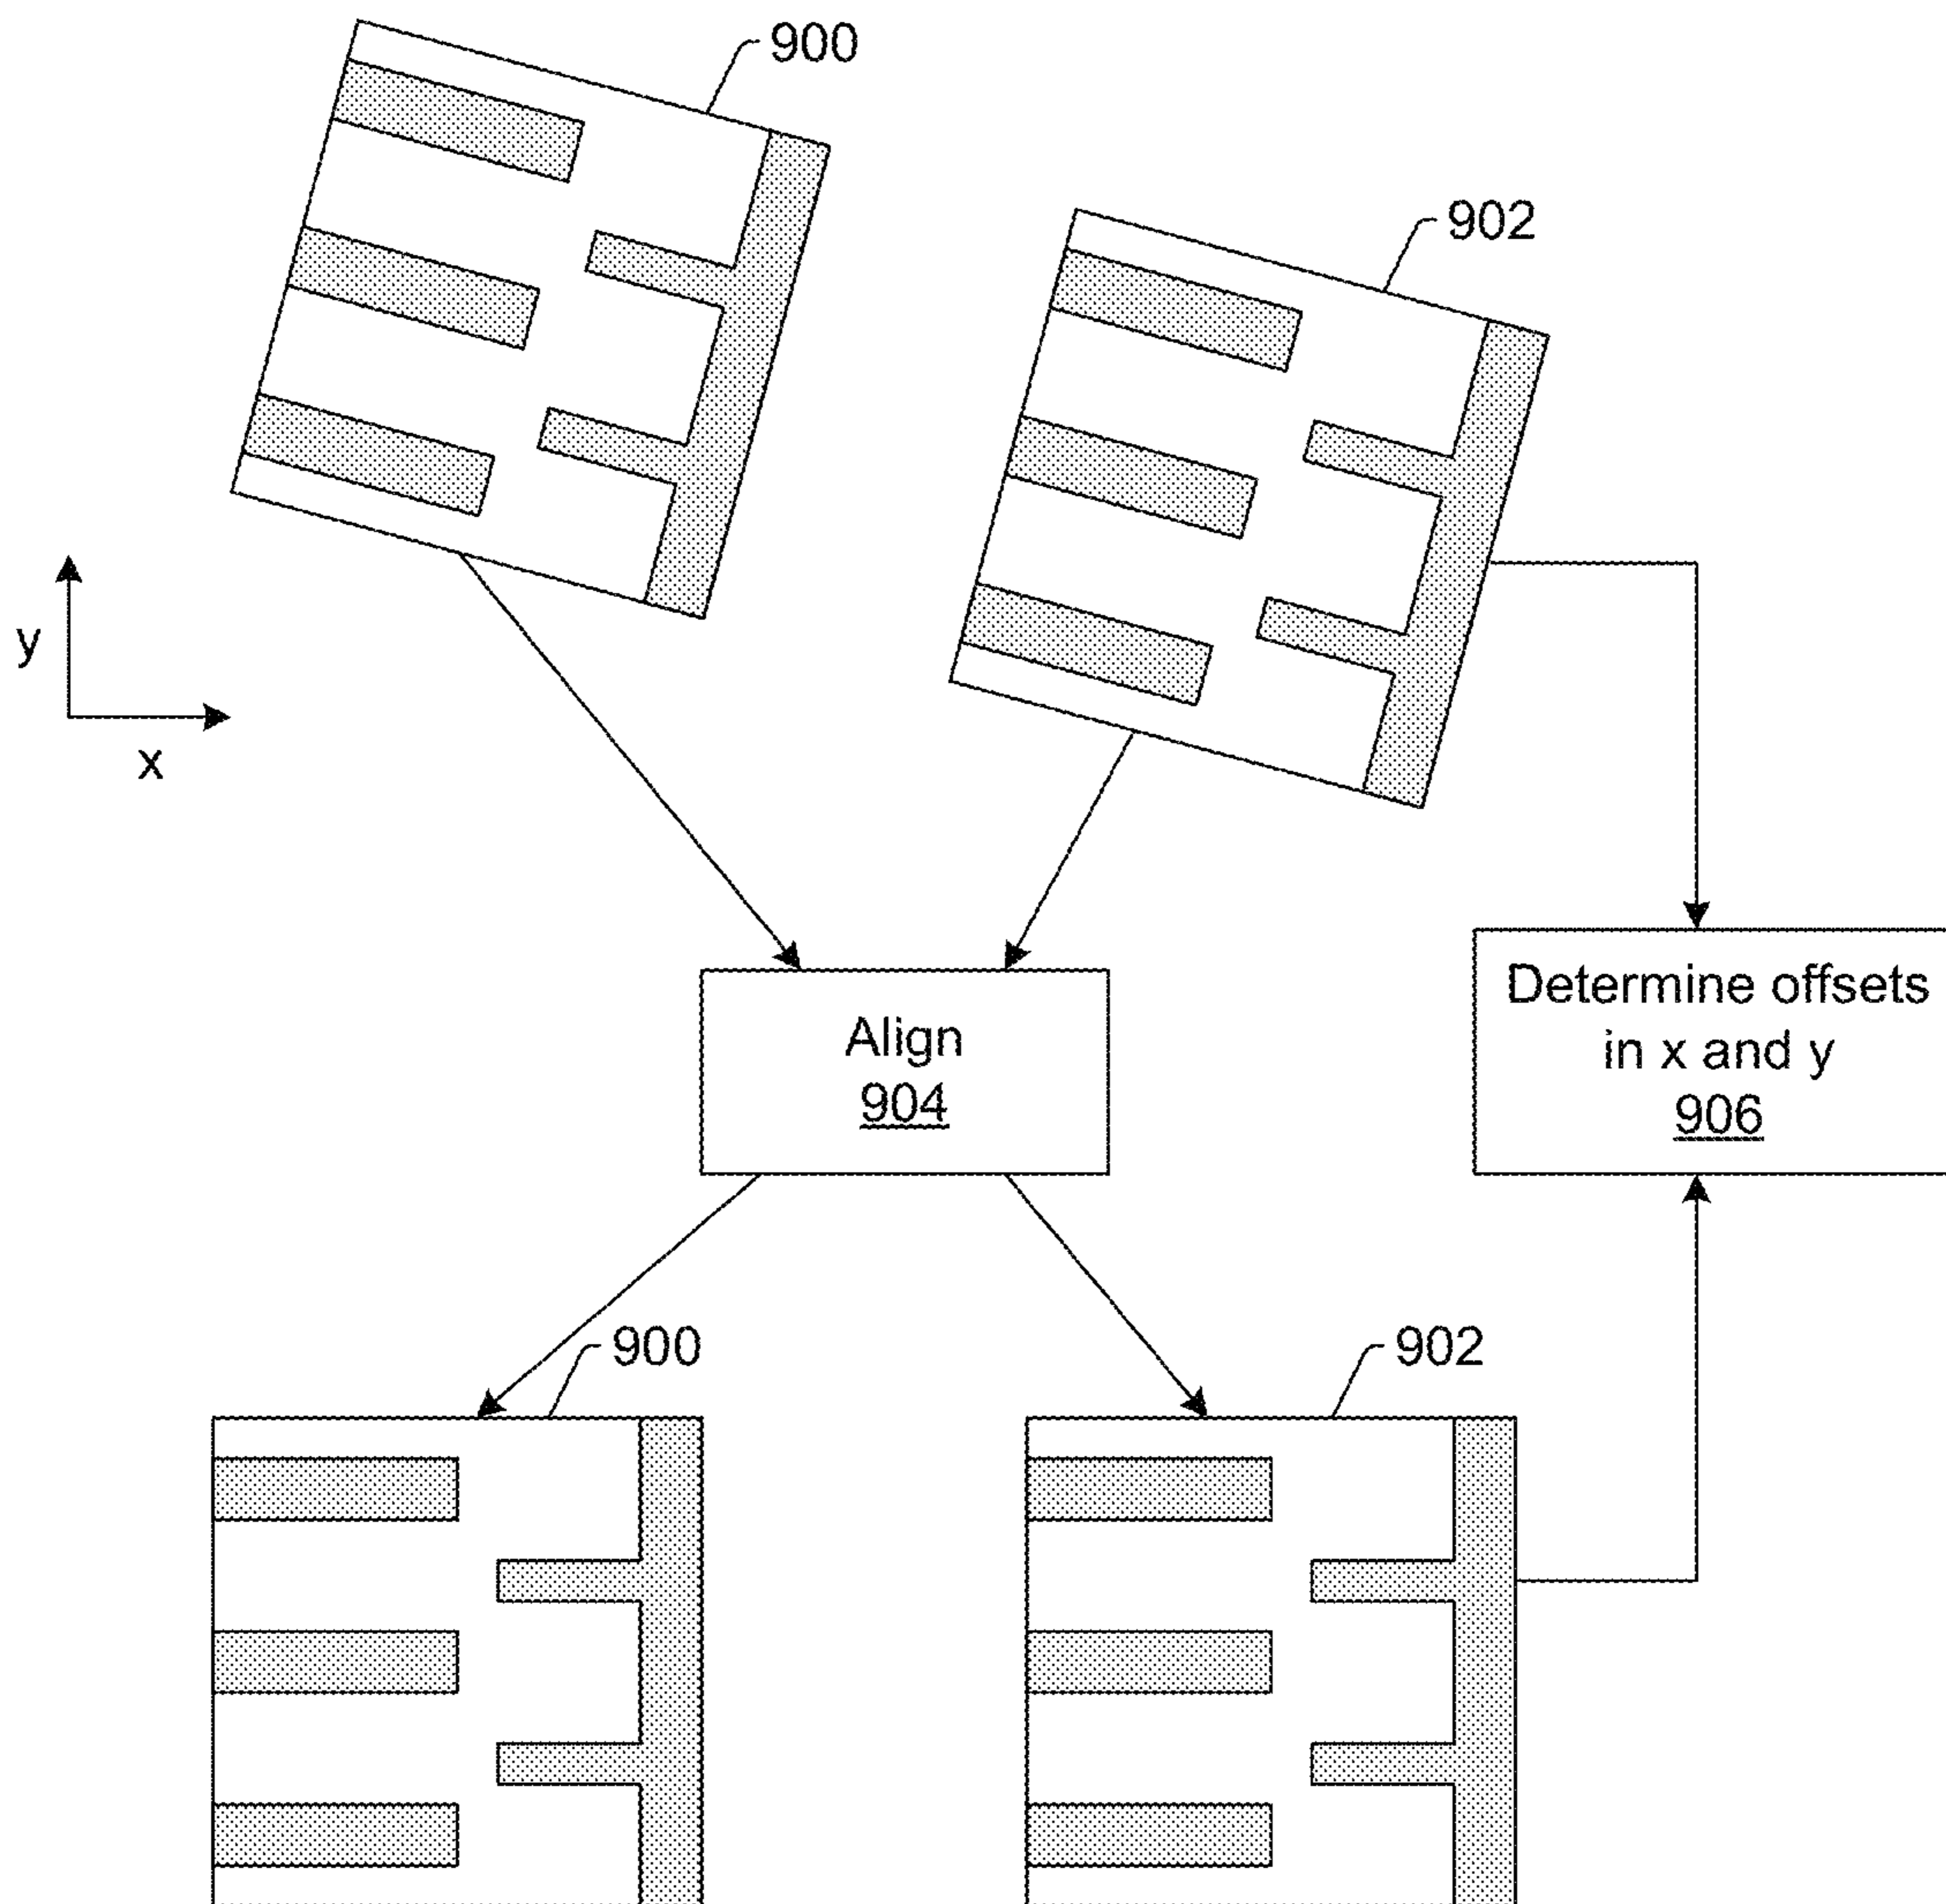 900
902
y
x
Align
904
Determine offsets
in x and y
906
900
902